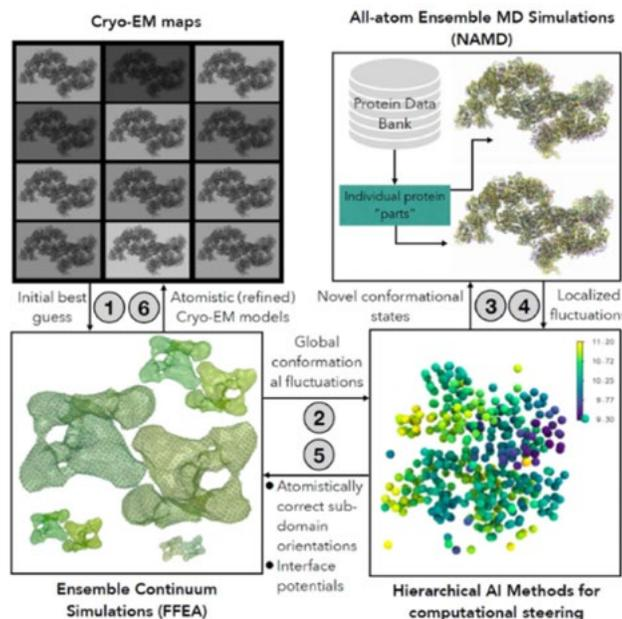 Cryo-EM maps
All-atom Ensemble MD Simulations
(NAMD)
Protein Data
Bank
Individual protein
"parts"
Initial best
guess
1 6
Atomistic (refined)
Cryo-EM models
Novel conformational
states
3 4
Localized
fluctuation
Global
conformation
al fluctuations
2
5
● Atomistically
correct sub-
domain
orientations
● Interface
potentials
11 - 20
10 - 72
10 - 25
9 - 77
9 - 30
Ensemble Continuum
Simulations (FFEA)
Hierarchical AI Methods for
computational steering